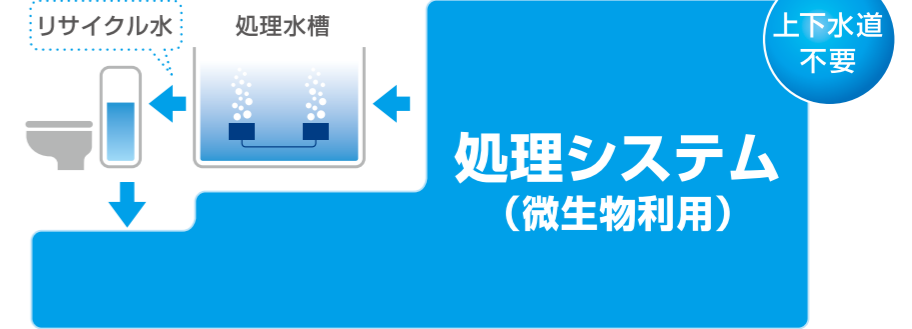 リサイクル水
処理水槽
上下水道
不要
処理システム
（微生物利用）